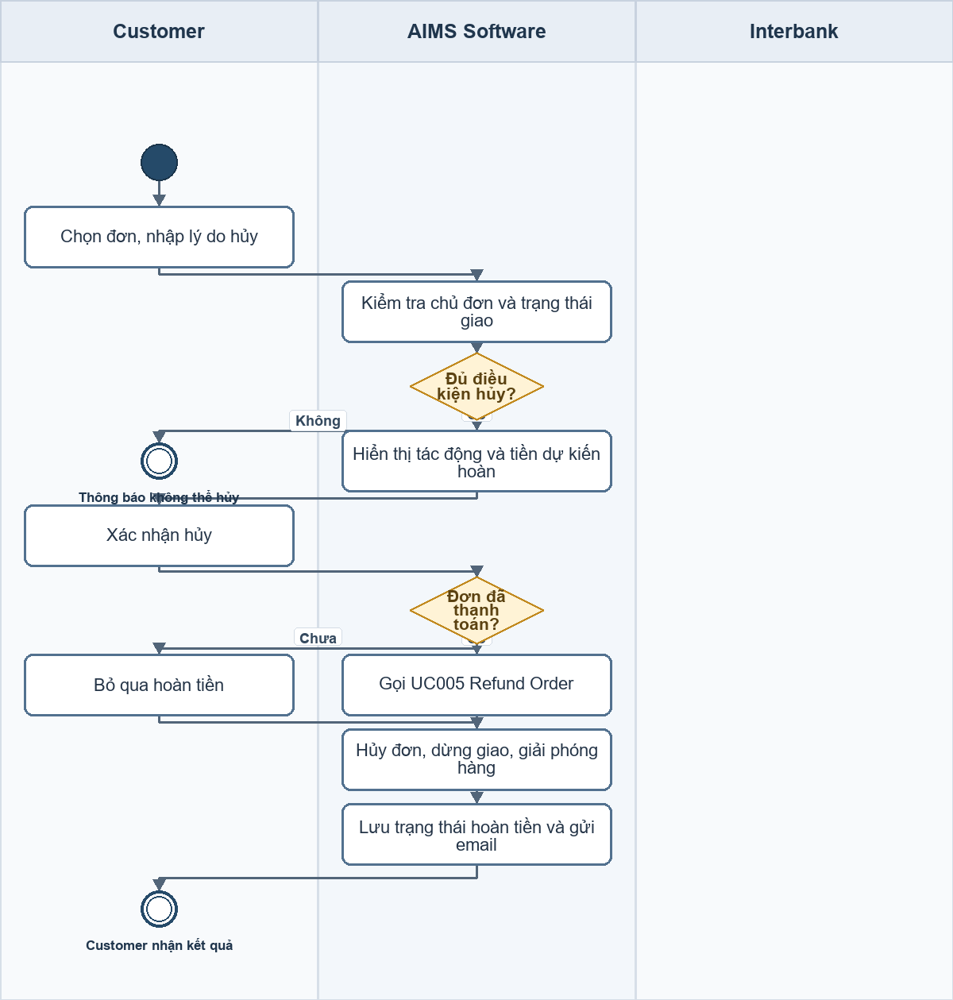 Customer
AIMS Software
Interbank
Chọn đơn, nhập lý do hủy
Kiểm tra chủ đơn và trạng thái
giao
Đủ điều
kiện hủy?
Không
Hiển thị tác động và tiền dự kiến
hoàn
Thông báo không thể hủy
Xác nhận hủy
Đơn đã
thanh
toán?
Chưa
Bỏ qua hoàn tiền
Gọi UC005 Refund Order
Hủy đơn, dừng giao, giải phóng
hàng
Lưu trạng thái hoàn tiền và gửi
email
Customer nhận kết quả